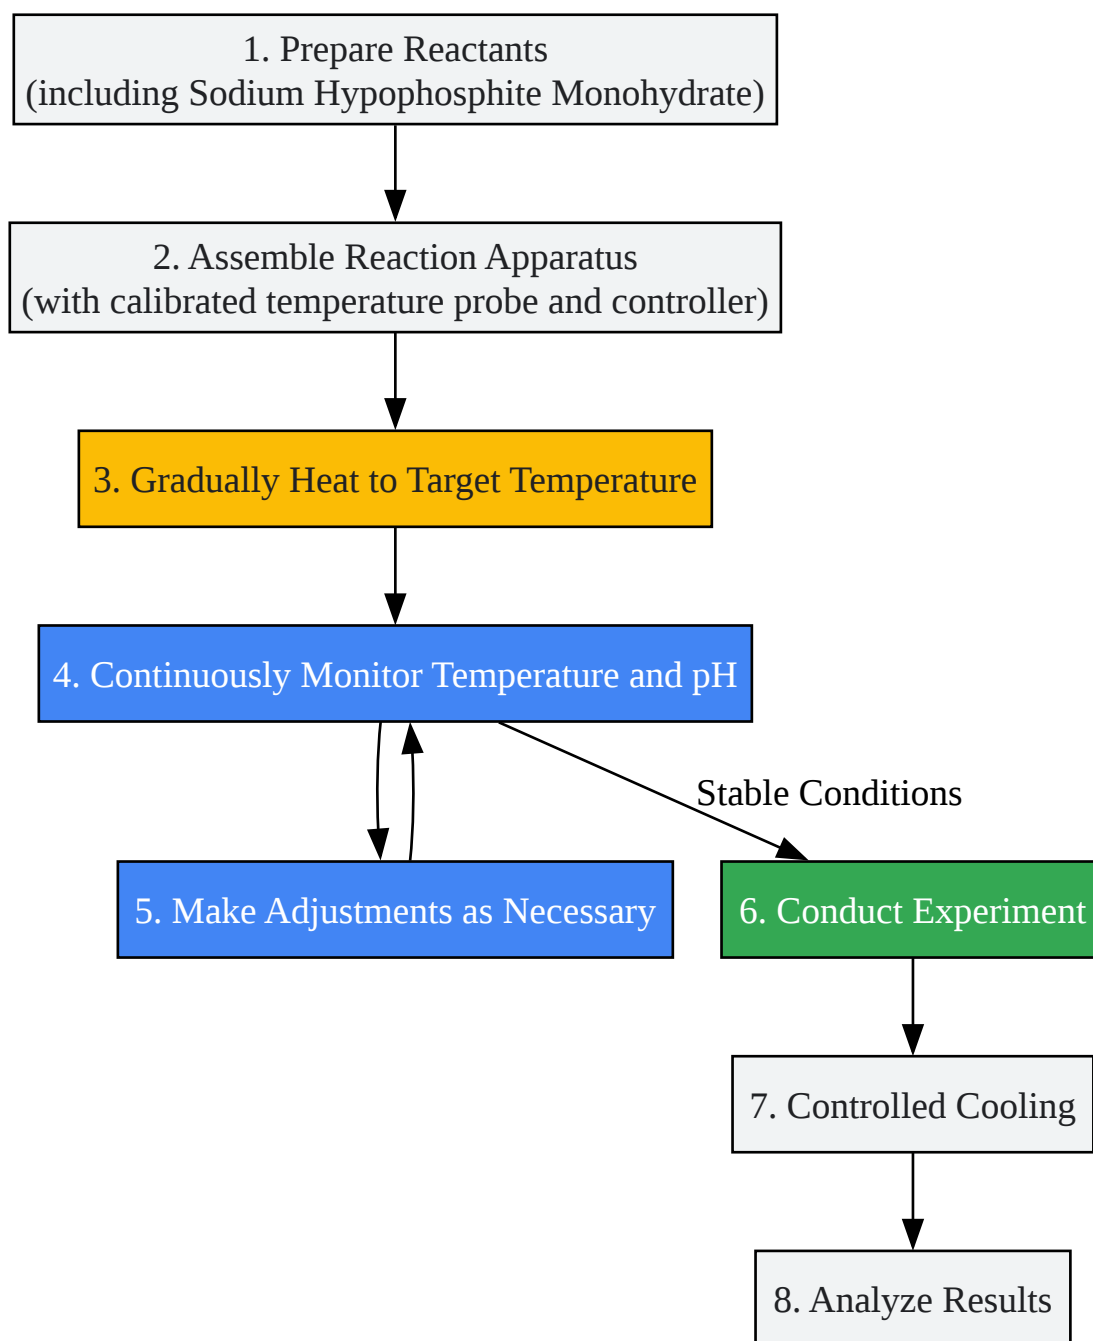 1. Prepare Reactants
(including Sodium Hypophosphite Monohydrate)
2. Assemble Reaction Apparatus
(with calibrated temperature probe and controller)
3. Gradually Heat to Target Temperature
4. Continuously Monitor Temperature and pH
Stable Conditions
5. Make Adjustments as Necessary
6. Conduct Experiment
7. Controlled Cooling
8. Analyze Results